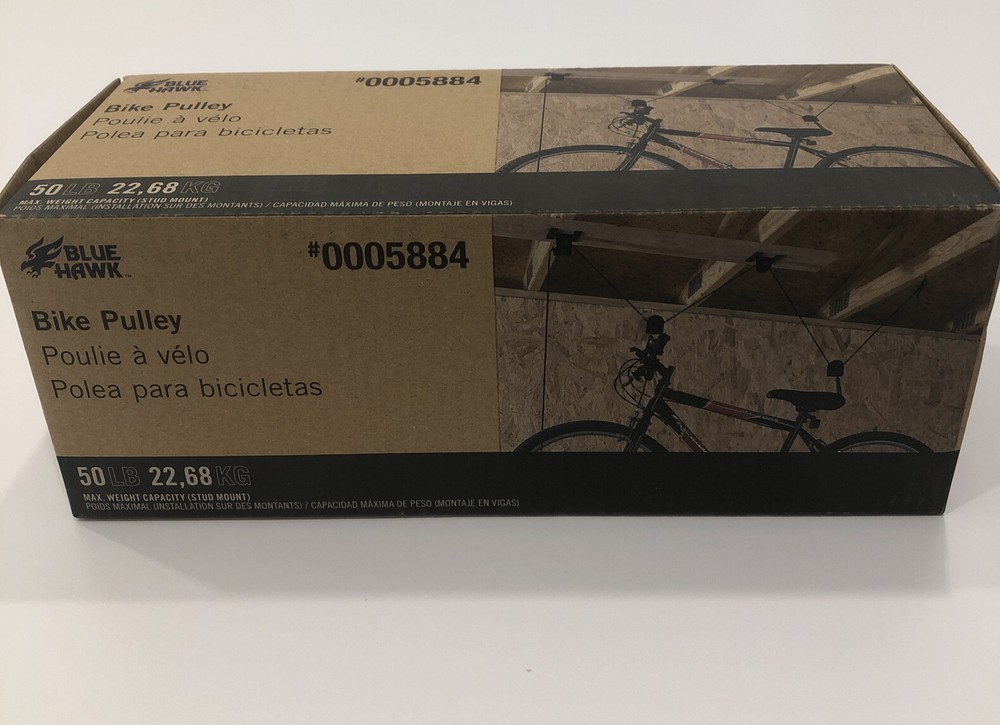 BLUE HAWK
#0005884
Bike Pulley
Poulie à vélo
Polea para bicicletas
50 LB 22,68 KG
MAX. WEIGHT CAPACITY (STUD MOUNT)
POIDS MAXIMAL (INSTALLATION SUR DES MONTANTS) / CAPACIDAD MÁXIMA DE PESO (MONTAJE EN VIGAS)
BLUE
HAWK™
#0005884
Bike Pulley
Poulie à vélo
Polea para bicicletas
50 LB 22,68 KG
MAX. WEIGHT CAPACITY (STUD MOUNT)
POIDS MAXIMAL (INSTALLATION SUR DES MONTANTS) / CAPACIDAD MÁXIMA DE PESO (MONTAJE EN VIGAS)